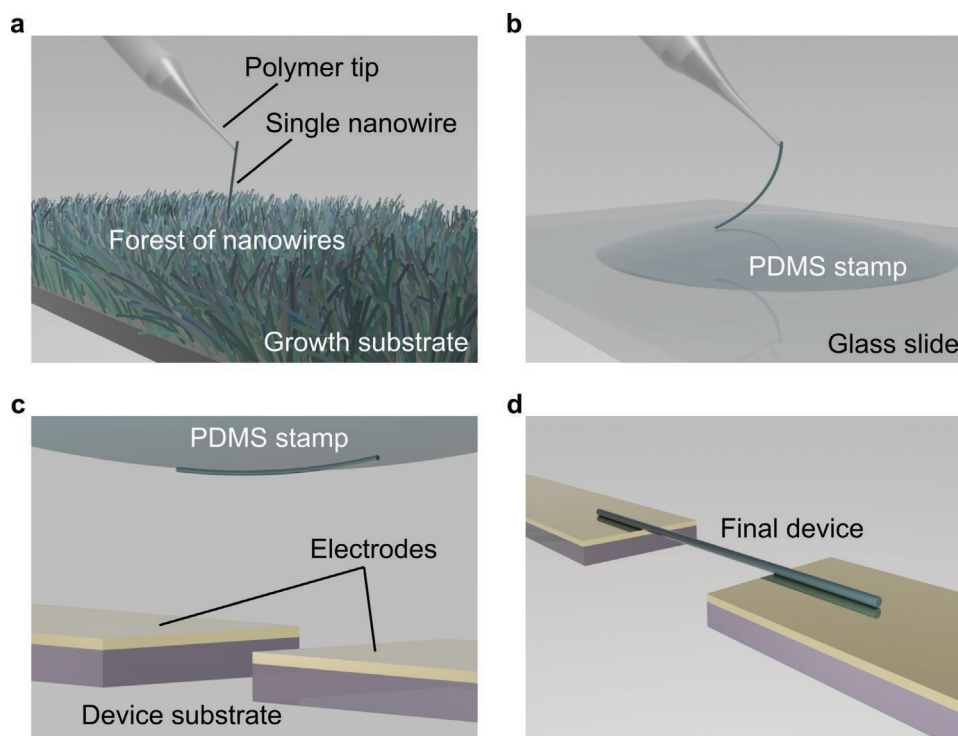 a
Polymer tip
Single nanowire
Forest of nanowires
Growth substrate
b
PDMS stamp
Glass slide
c
PDMS stamp
Electrodes
Device substrate
d
Final device